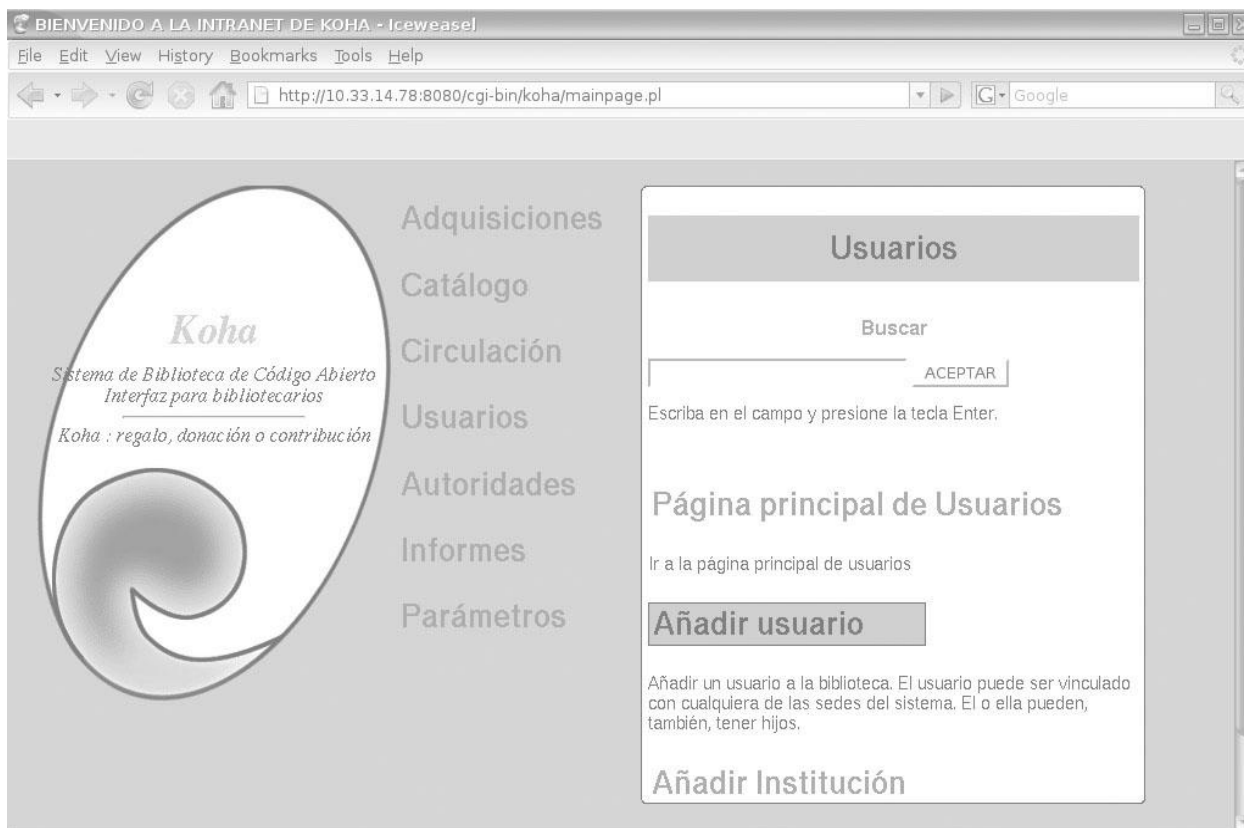 BIENVENIDO A LA INTRANET DE KOHA - Iceweasel
File Edit View History Bookmarks Tools Help
http://10.33.14.78:8080/cgi-bin/koha/mainpage.pl
G Google
Koha
Sistema de Biblioteca de Código Abierto
Interfaz para bibliotecarios
Koha : regalo, donación o contribución
Adquisiciones
Catálogo
Circulación
Usuarios
Autoridades
Informes
Parámetros
Usuarios
Buscar
ACEPTAR
Escriba en el campo y presione la tecla Enter.
Página principal de Usuarios
Ir a la página principal de usuarios
Añadir usuario
Añadir un usuario a la biblioteca. El usuario puede ser vinculado
con cualquiera de las sedes del sistema. El o ella pueden,
también, tener hijos.
Añadir Institución